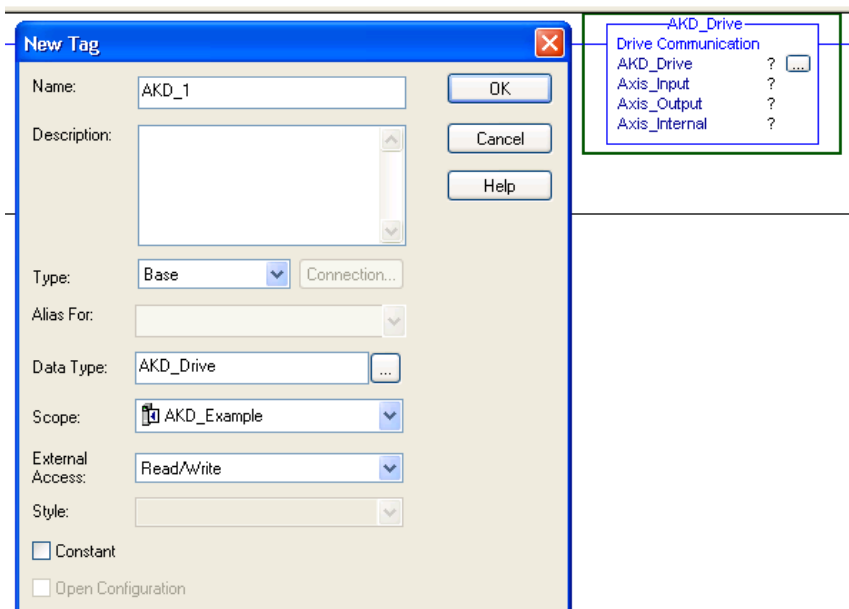 New Tag
Name:
AKD_1
OK
Description:
Cancel
Help
Type:
Base
Connection...
Alias For:
Data Type:
AKD_Drive
...
Scope:
AKD_Example
External
Access:
Read/Write
Style:
Constant
Open Configuration
AKD_Drive
Drive Communication
AKD_Drive ? ...
Axis_Input ?
Axis_Output ?
Axis_Internal ?